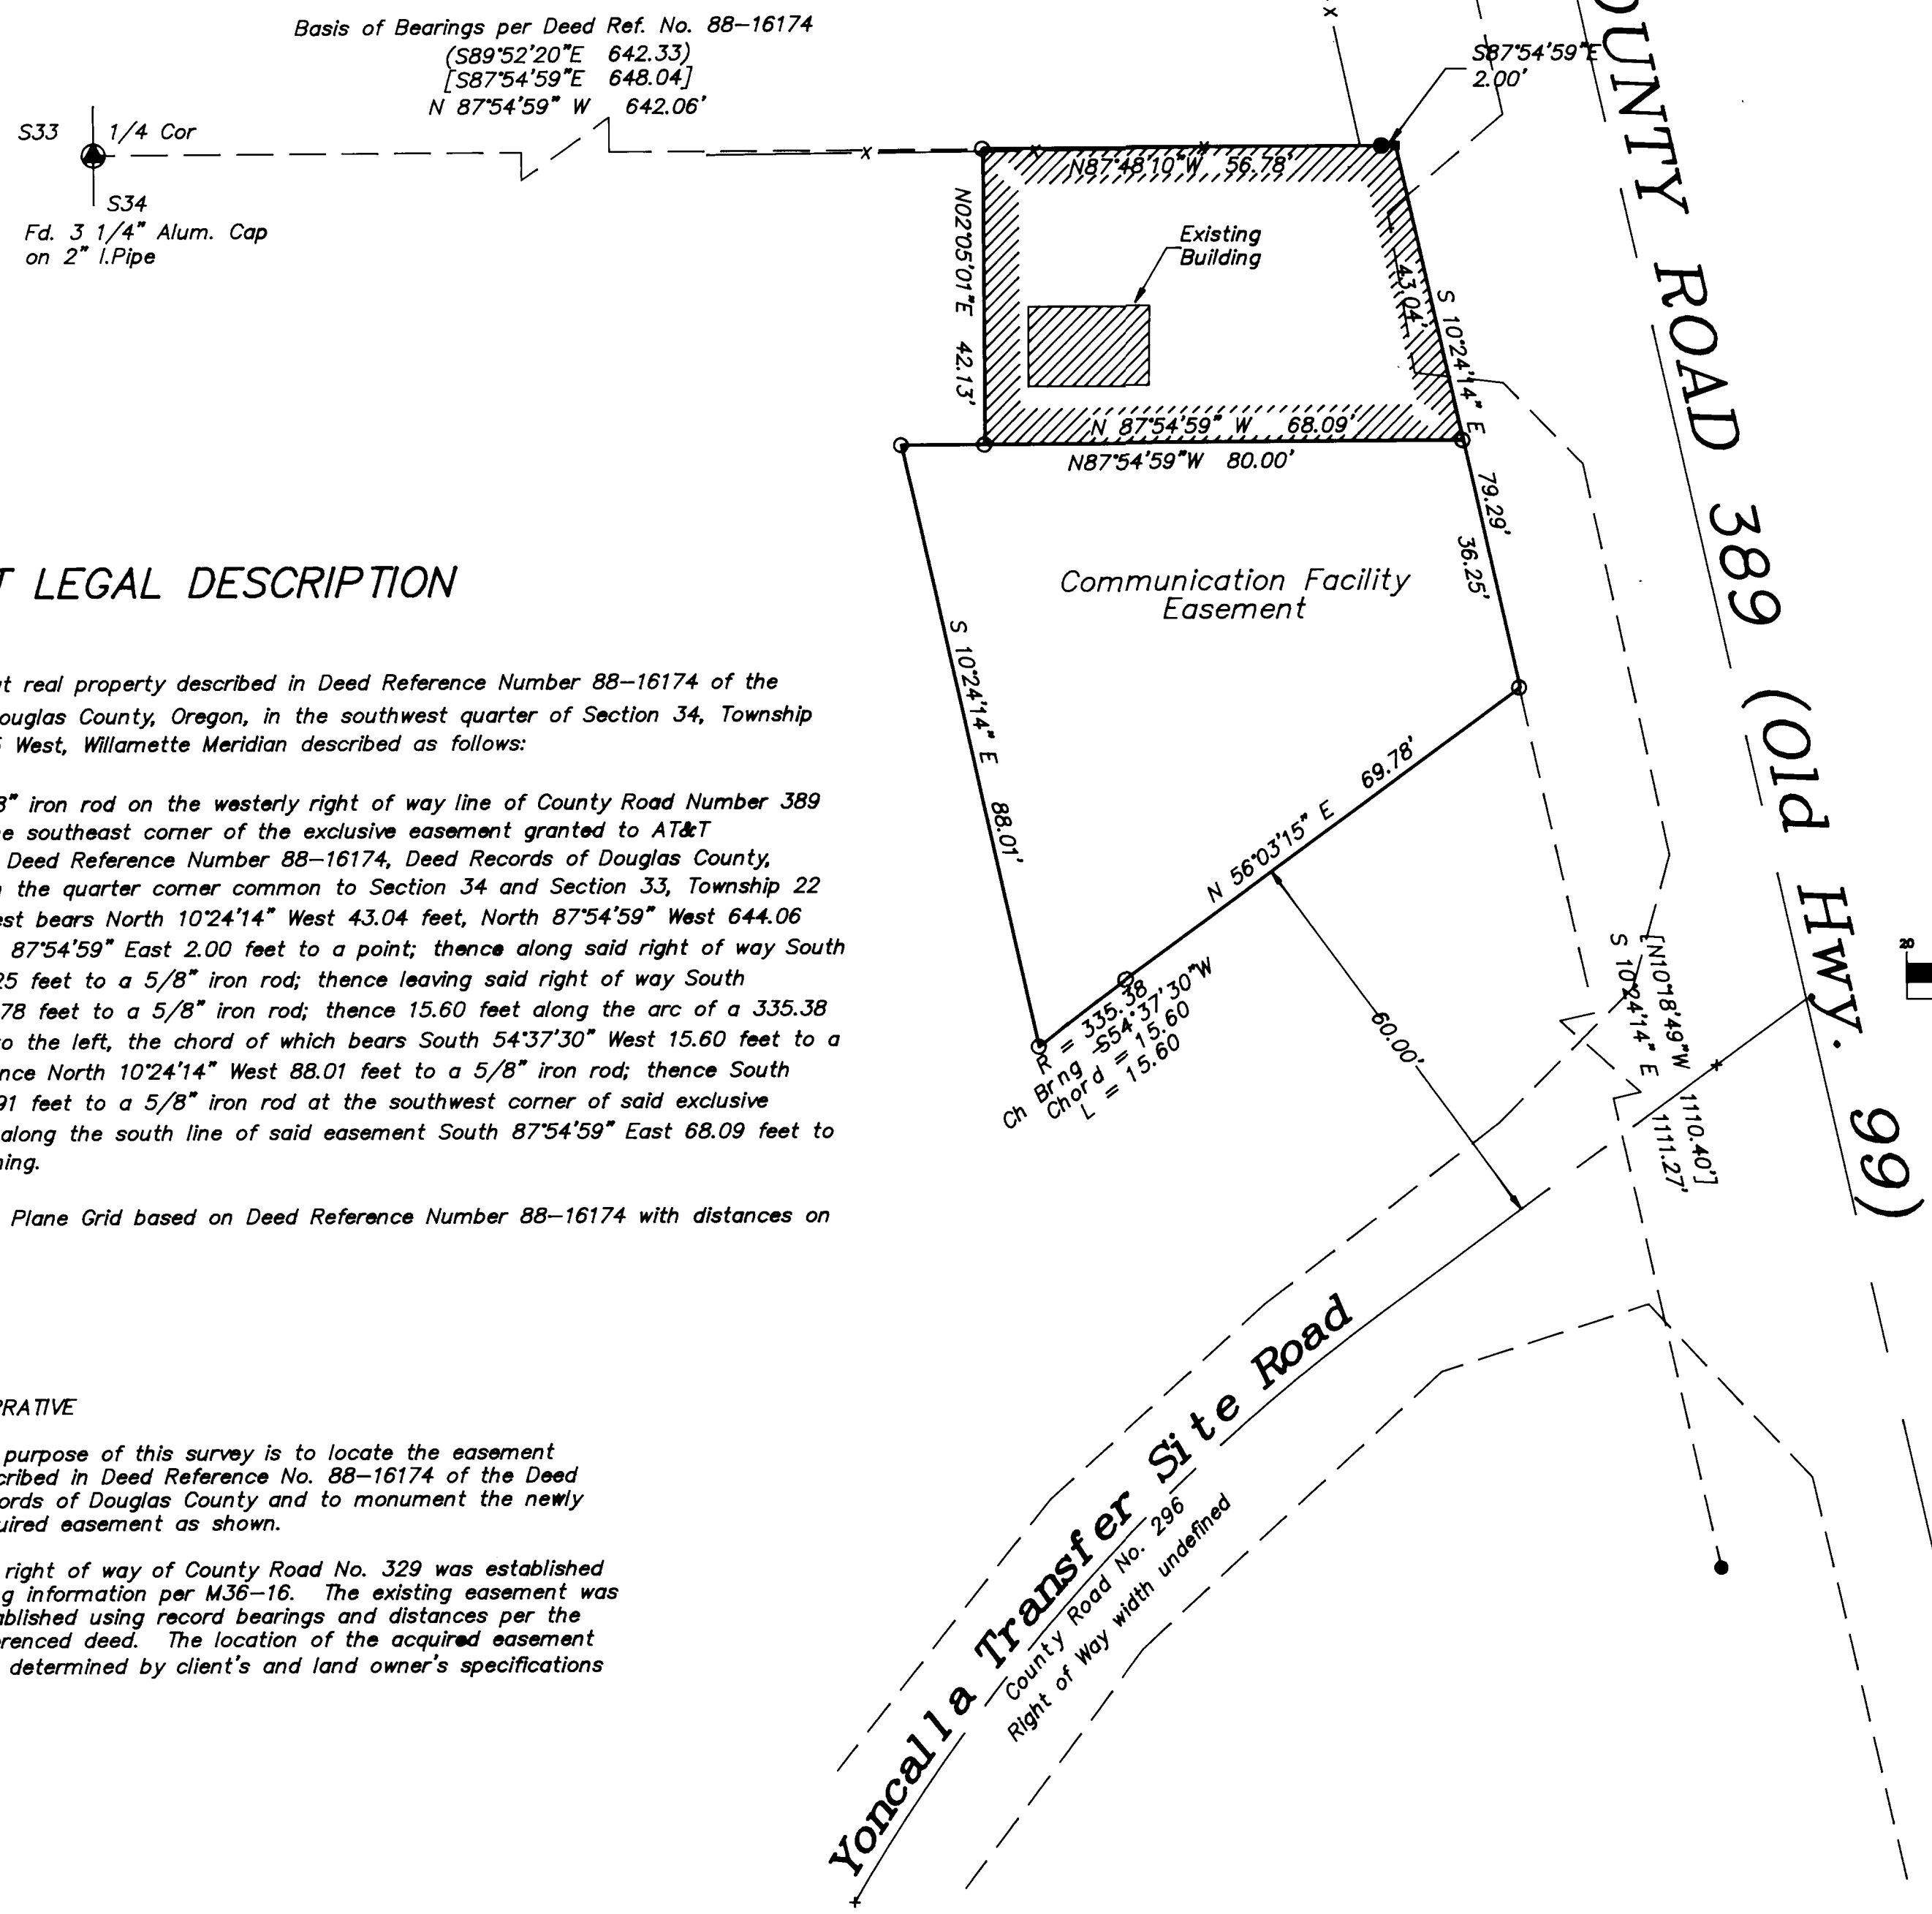 Basis of Bearings per Deed Ref. No. 88-16174
(S89°52'20"E 642.33)
[S87°54'59"E 648.04]
N 87°54'59" W 642.06'
S33
1/4 Cor
S34
Fd. 3 1/4" Alum. Cap
on 2" I.Pipe
S87°54'59"E
2.00'
N87°48'10"W 56.78'
N02°05'01"E 42.13'
Existing
Building
43.04'
S 10°24'14" E
N 87°54'59" W 68.09'
N87°54'59"W 80.00'
79.29'
36.25'
Communication Facility
Easement
S 10°24'14" E 88.01'
N 56°03'15" E 69.78'
R = 335.38
Ch Brng -S54°37'30"W
Chord = 15.60
L = 15.60
60.00'
[N10°18'49"W 1110.40']
S 10°24'14" E 1111.27'
OUNTY ROAD 389 (Old Hwy. 99)
20
Yoncalla Transfer Site Road
County Road No. 296
Right of Way width undefined
T LEGAL DESCRIPTION
t real property described in Deed Reference Number 88-16174 of the
ouglas County, Oregon, in the southwest quarter of Section 34, Township
West, Willamette Meridian described as follows:
8" iron rod on the westerly right of way line of County Road Number 389
e southeast corner of the exclusive easement granted to AT&T
Deed Reference Number 88-16174, Deed Records of Douglas County,
the quarter corner common to Section 34 and Section 33, Township 22
est bears North 10°24'14" West 43.04 feet, North 87°54'59" West 644.06
87°54'59" East 2.00 feet to a point; thence along said right of way South
25 feet to a 5/8" iron rod; thence leaving said right of way South
78 feet to a 5/8" iron rod; thence 15.60 feet along the arc of a 335.38
o the left, the chord of which bears South 54°37'30" West 15.60 feet to a
nce North 10°24'14" West 88.01 feet to a 5/8" iron rod; thence South
91 feet to a 5/8" iron rod at the southwest corner of said exclusive
along the south line of said easement South 87°54'59" East 68.09 feet to
ning.
Plane Grid based on Deed Reference Number 88-16174 with distances on
RRATIVE
purpose of this survey is to locate the easement
cribed in Deed Reference No. 88-16174 of the Deed
ords of Douglas County and to monument the newly
uired easement as shown.
right of way of County Road No. 329 was established
g information per M36-16. The existing easement was
ablished using record bearings and distances per the
erenced deed. The location of the acquired easement
determined by client's and land owner's specifications